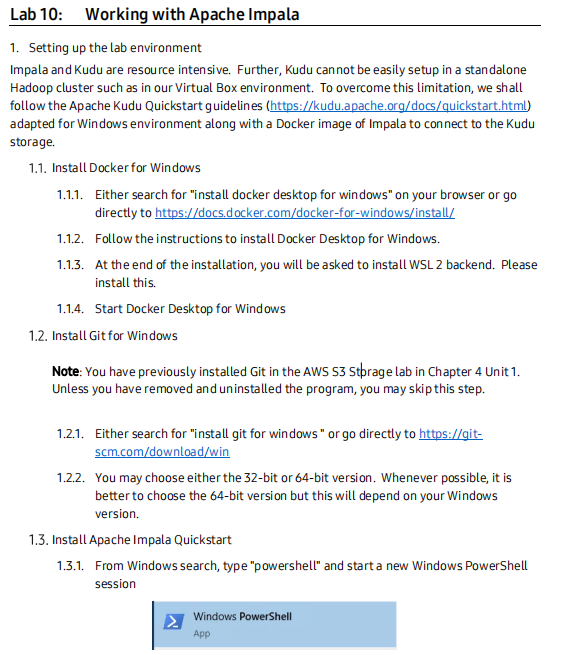 Lab 10: Working with Apache Impala
1. Setting up the lab environment
Impala and Kudu are resource intensive. Further, Kudu cannot be easily setup in a standalone
Hadoop cluster such as in our Virtual Box environment. To overcome this limitation, we shall
follow the Apache Kudu Quickstart guidelines (https://kudu.apache.org/docs/quickstart.html)
adapted for Windows environment along with a Docker image of Impala to connect to the Kudu
storage.
1.1. Install Docker for Windows
1.1.1. Either search for "install docker desktop for windows" on your browser or go
directly to https://docs.docker.com/docker-for-windows/install/
1.1.2. Follow the instructions to install Docker Desktop for Windows.
1.1.3. At the end of the installation, you will be asked to install WSL 2 backend. Please
install this.
1.1.4. Start Docker Desktop for Windows
1.2. Install Git for Windows
Note: You have previously installed Git in the AWS S3 Storage lab in Chapter 4 Unit 1.
Unless you have removed and uninstalled the program, you may skip this step.
1.2.1. Either search for "install git for windows " or go directly to https://git-
scm.com/download/win
1.2.2. You may choose either the 32-bit or 64-bit version. Whenever possible, it is
better to choose the 64-bit version but this will depend on your Windows
version.
1.3. Install Apache Impala Quickstart
1.3.1. From Windows search, type "powershell" and start a new Windows PowerShell
session
Windows PowerShell
App